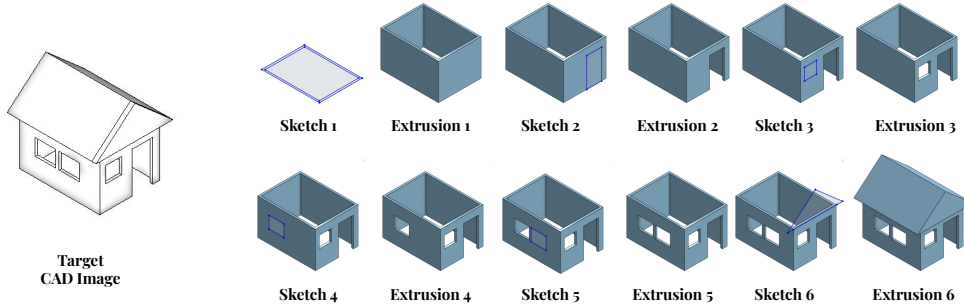 Sketch 1
Extrusion 1
Sketch 2
Extrusion 2
Sketch 3
Extrusion 3
Target
CAD Image
Sketch 4
Extrusion 4
Sketch 5
Extrusion 5
Sketch 6
Extrusion 6